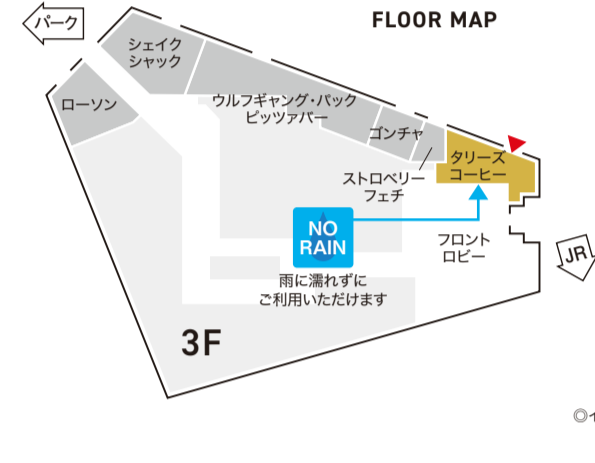 FLOOR MAP
パーク
シェイク
シャック
ローソン
ウルフギャング・パック
ピッツァバー
ゴンチャ
タリーズ
コーヒー
ストロベリー
フェチ
NO
RAIN
フロント
ロビー
JR
雨に濡れずに
ご利用いただけます
3F